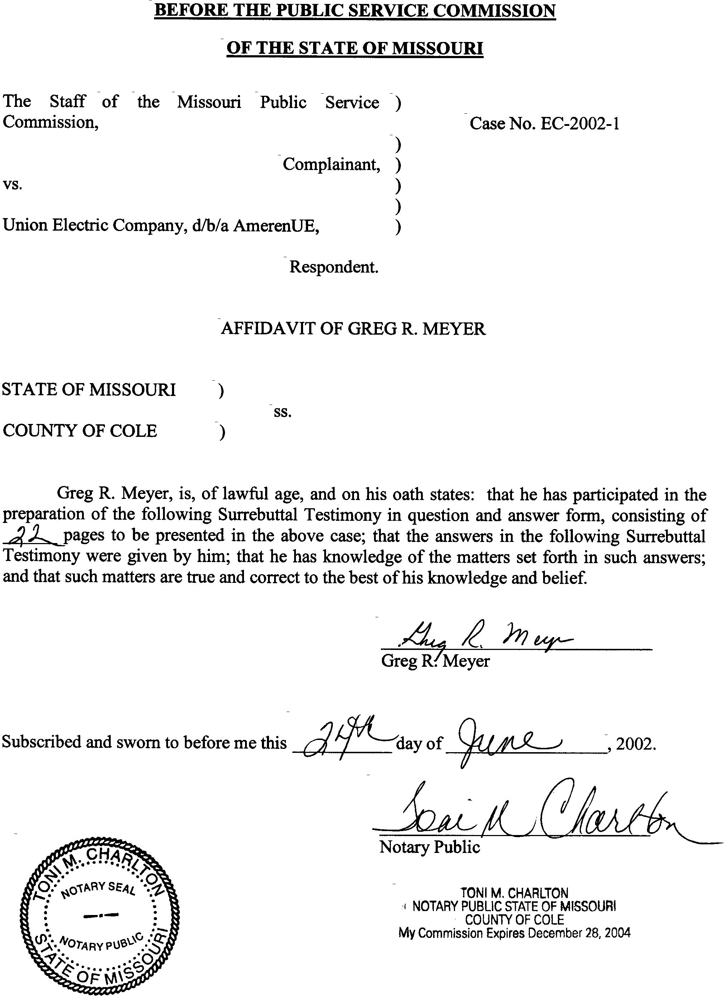 BEFORE THE PUBLIC SERVICE COMMISSION
OF THE STATE OF MISSOURI
The Staff of the Missouri Public Service )
Commission,
Case No. EC-2002-1
)
Complainant, )
vs. )
)
Union Electric Company, d/b/a AmerenUE, )
Respondent.
AFFIDAVIT OF GREG R. MEYER
STATE OF MISSOURI )
ss.
COUNTY OF COLE )
Greg R. Meyer, is, of lawful age, and on his oath states: that he has participated in the
preparation of the following Surrebuttal Testimony in question and answer form, consisting of
22 pages to be presented in the above case; that the answers in the following Surrebuttal
Testimony were given by him; that he has knowledge of the matters set forth in such answers;
and that such matters are true and correct to the best of his knowledge and belief.
Greg R. Meyer
Greg R. Meyer
Subscribed and sworn to before me this 24th day of June, 2002.
Toni M Charlton
Notary Public
TONI M. CHARLTON
NOTARY SEAL
NOTARY PUBLIC
STATE OF MISSOURI
TONI M. CHARLTON
NOTARY PUBLIC STATE OF MISSOURI
COUNTY OF COLE
My Commission Expires December 28, 2004